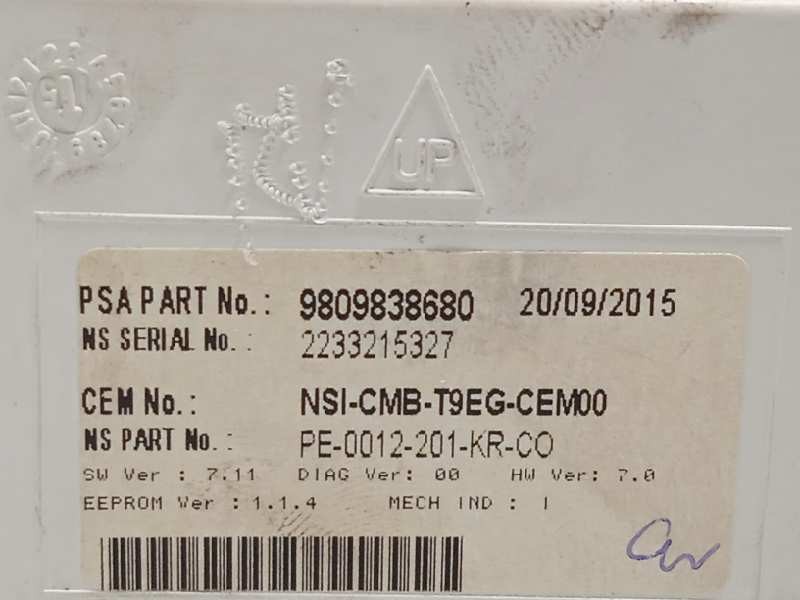 15
UP
PSA PART No.: 9809838680 20/09/2015
NS SERIAL No. : 2233215327
CEM No.: NSI-CMB-T9EG-CEM00
NS PART No. : PE-0012-201-KR-CO
SW Ver : 7.11 DIAG Ver: 00 HW Ver: 7.0
EEPROM Ver : 1.1.4 MECH IND : I